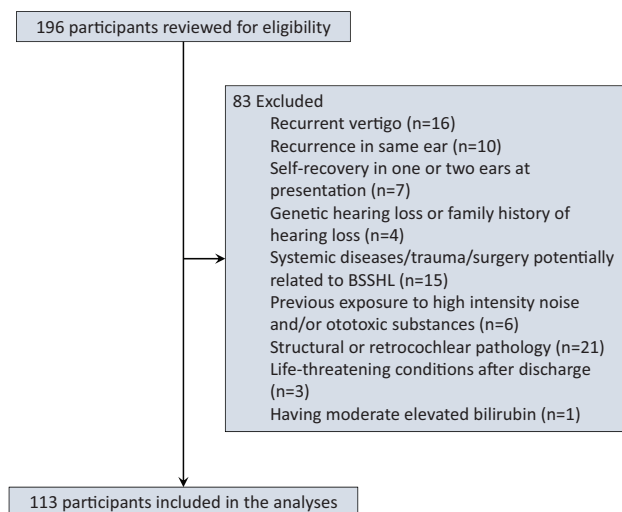 196 participants reviewed for eligibility
83 Excluded
Recurrent vertigo (n=16)
Recurrence in same ear (n=10)
Self-recovery in one or two ears at
presentation (n=7)
Genetic hearing loss or family history of
hearing loss (n=4)
Systemic diseases/trauma/surgery potentially
related to BSSHL (n=15)
Previous exposure to high intensity noise
and/or ototoxic substances (n=6)
Structural or retrocochlear pathology (n=21)
Life-threatening conditions after discharge
(n=3)
Having moderate elevated bilirubin (n=1)
113 participants included in the analyses